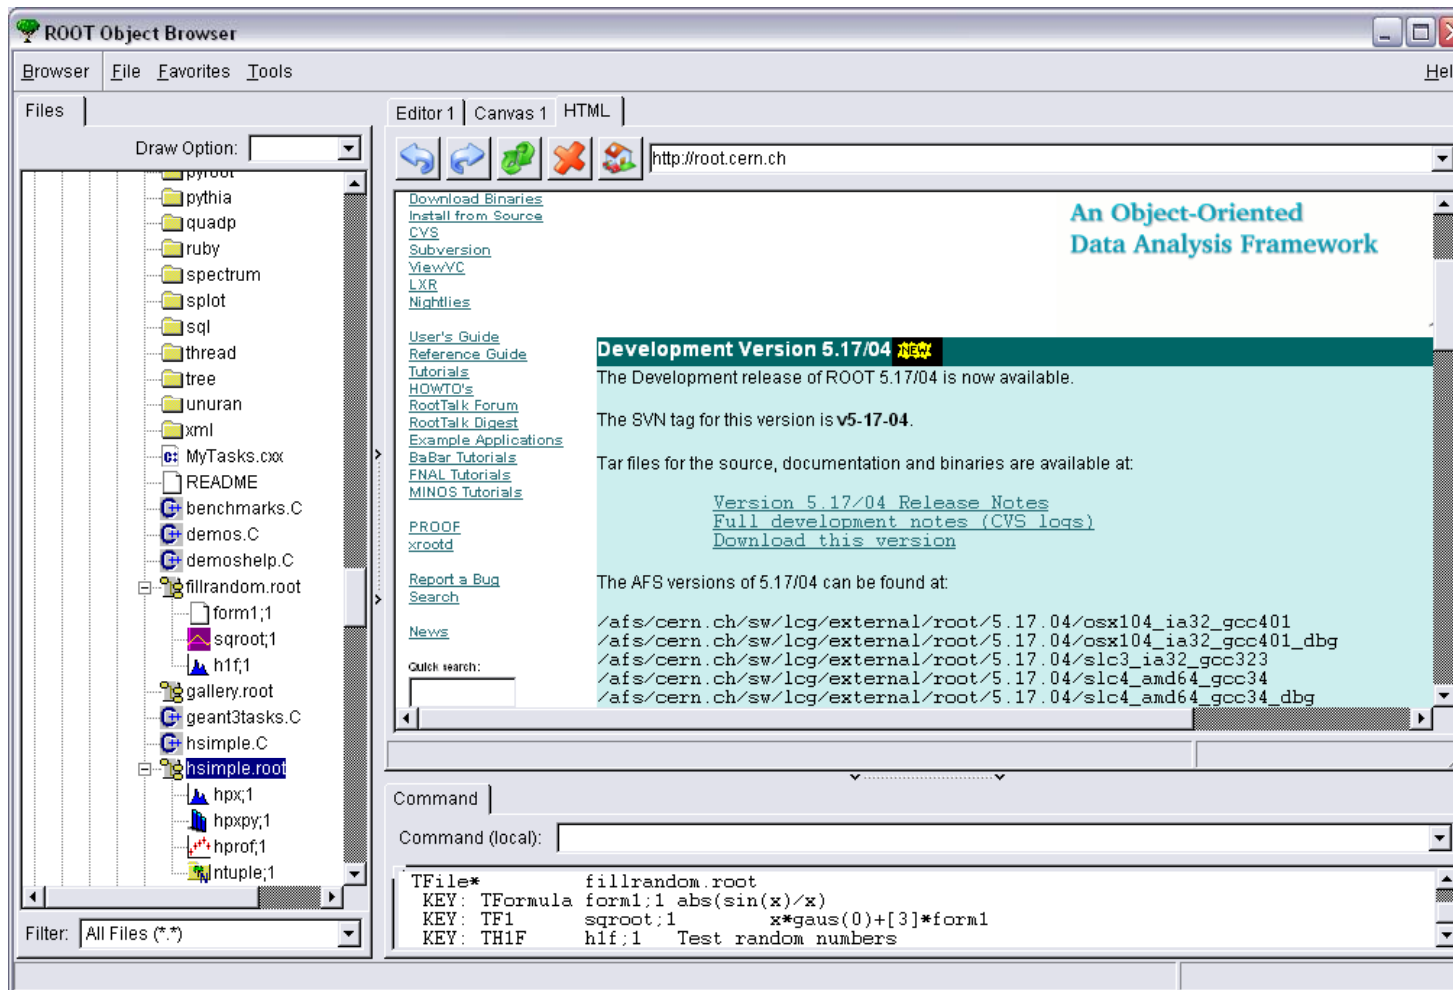 ROOT Object Browser
Browser File Favorites Tools
Files
Draw Option:
pyroot
pythia
quadp
ruby
spectrum
splot
sql
thread
tree
unuran
xml
MyTasks.cxx
README
benchmarks.C
demos.C
demoshelp.C
fillrandom.root
form1;1
sqroot;1
h1f;1
gallery.root
geant3tasks.C
hsimple.C
hsimple.root
hpx;1
hpxpy;1
hprof;1
ntuple;1
Filter: All Files (*.*)
Editor 1 Canvas 1 HTML
http://root.cern.ch
Download Binaries
Install from Source
CVS
Subversion
ViewVC
LXR
Nightlies
User's Guide
Reference Guide
Tutorials
HOWTO's
RootTalk Forum
RootTalk Digest
Example Applications
BaBar Tutorials
FNAL Tutorials
MINOS Tutorials
PROOF
xrootd
Report a Bug
Search
News
Quick search:
An Object-Oriented
Data Analysis Framework
Development Version 5.17/04 NEW
The Development release of ROOT 5.17/04 is now available.
The SVN tag for this version is v5-17-04.
Tar files for the source, documentation and binaries are available at:
Version 5.17/04 Release Notes
Full development notes (CVS logs)
Download this version
The AFS versions of 5.17/04 can be found at:
/afs/cern.ch/sw/lcg/external/root/5.17.04/osx104_ia32_gcc401
/afs/cern.ch/sw/lcg/external/root/5.17.04/osx104_ia32_gcc401_dbg
/afs/cern.ch/sw/lcg/external/root/5.17.04/slc3_ia32_gcc323
/afs/cern.ch/sw/lcg/external/root/5.17.04/slc4_amd64_gcc34
/afs/cern.ch/sw/lcg/external/root/5.17.04/slc4_amd64_gcc34_dbg
Command
Command (local):
TFile* fillrandom.root
KEY: TFormula form1;1 abs(sin(x)/x)
KEY: TF1 sqroot;1 x*gaus(0)+[3]*form1
KEY: TH1F h1f;1 Test random numbers